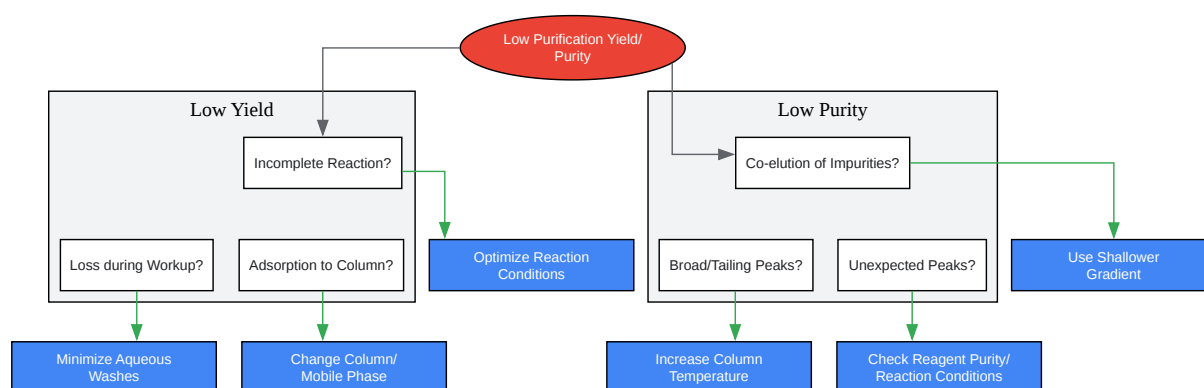 Low Purification Yield/
Purity
Low Yield
Low Purity
Incomplete Reaction?
Co-elution of Impurities?
Loss during Workup?
Adsorption to Column?
Optimize Reaction
Conditions
Broad/Tailing Peaks?
Unexpected Peaks?
Use Shallower
Gradient
Minimize Aqueous
Washes
Change Column/
Mobile Phase
Increase Column
Temperature
Check Reagent Purity/
Reaction Conditions